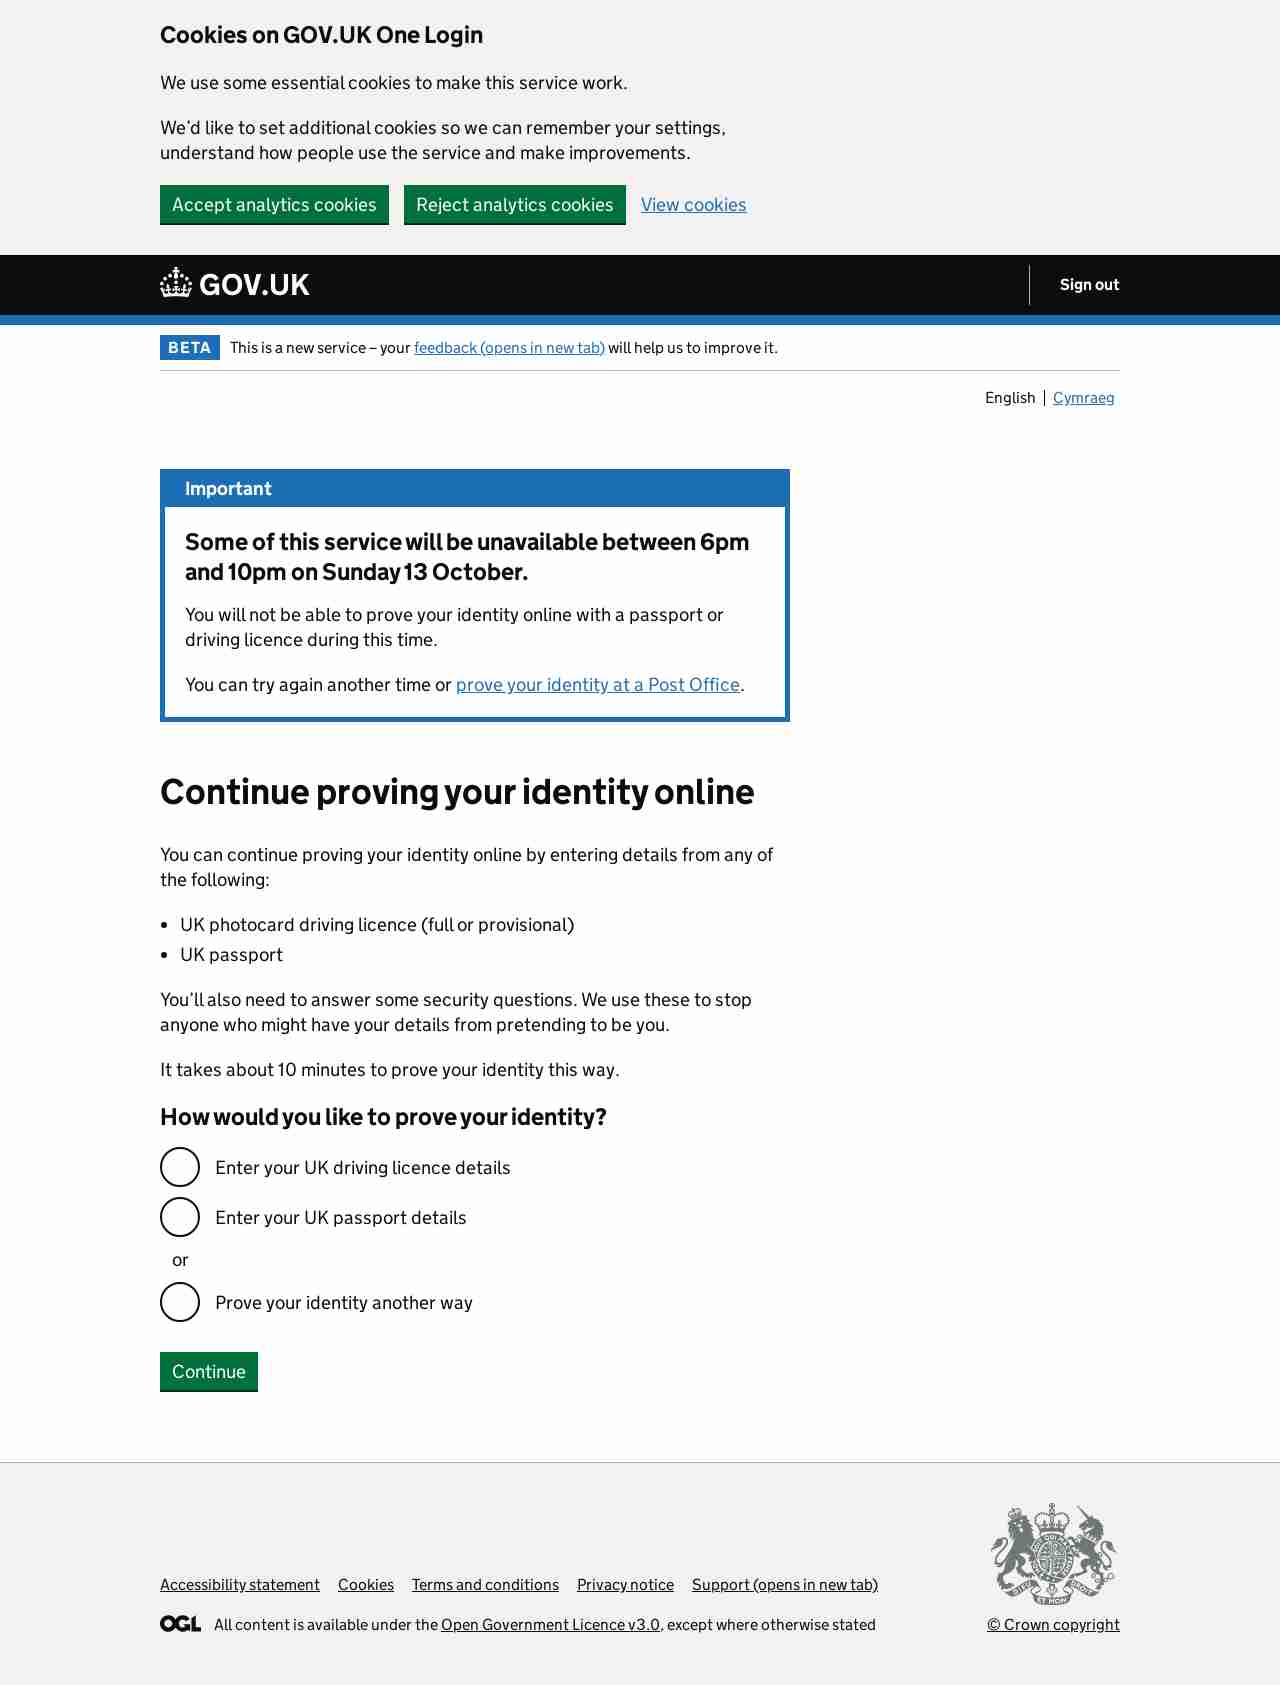 Cookies on GOV.UK One Login
We use some essential cookies to make this service work.
We’d like to set additional cookies so we can remember your settings,
understand how people use the service and make improvements.
Accept analytics cookies
Reject analytics cookies
View cookies
GOV.UK
Sign out
BETA
This is a new service – your feedback (opens in new tab) will help us to improve it.
English
Cymraeg
Important
Some of this service will be unavailable between 6pm
and 10pm on Sunday 13 October.
You will not be able to prove your identity online with a passport or
driving licence during this time.
You can try again another time or prove your identity at a Post Office.
Continue proving your identity online
You can continue proving your identity online by entering details from any of
the following:
• UK photocard driving licence (full or provisional)
• UK passport
You’ll also need to answer some security questions. We use these to stop
anyone who might have your details from pretending to be you.
It takes about 10 minutes to prove your identity this way.
How would you like to prove your identity?
Enter your UK driving licence details
Enter your UK passport details
or
Prove your identity another way
Continue
Accessibility statement
Cookies
Terms and conditions
Privacy notice
Support (opens in new tab)
OGL
All content is available under the Open Government Licence v3.0, except where otherwise stated
© Crown copyright